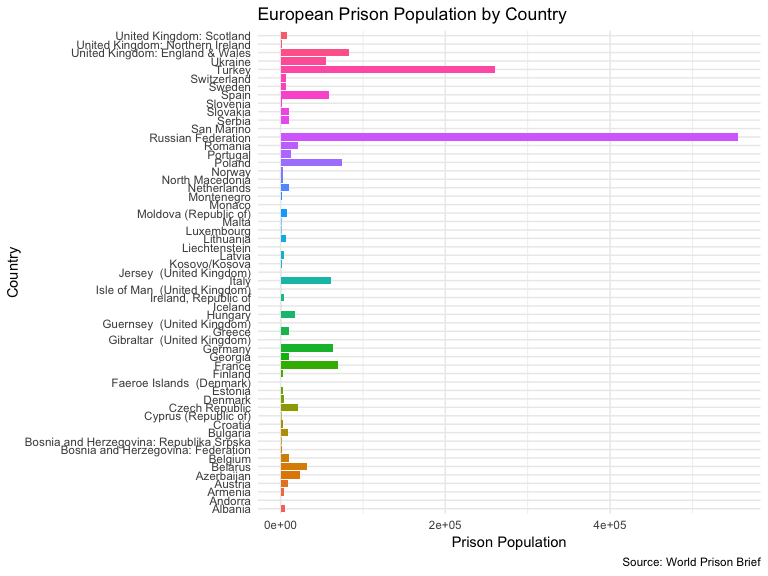 European Prison Population by Country
United Kingdom: Scotland
United Kingdom: Northern Ireland
United Kingdom: England & Wales
Ukraine
Turkey
Switzerland
Sweden
Spain
Slovenia
Slovakia
Serbia
San Marino
Russian Federation
Romania
Portugal
Poland
Norway
North Macedonia
Netherlands
Montenegro
Monaco
Moldova (Republic of)
Malta
Luxembourg
Lithuania
Liechtenstein
Latvia
Kosovo/Kosova
Jersey (United Kingdom)
Italy
Isle of Man (United Kingdom)
Ireland, Republic of
Iceland
Hungary
Guernsey (United Kingdom)
Greece
Gibraltar (United Kingdom)
Germany
Georgia
France
Finland
Faeroe Islands (Denmark)
Estonia
Denmark
Czech Republic
Cyprus (Republic of)
Croatia
Bulgaria
Bosnia and Herzegovina: Republika Srpska
Bosnia and Herzegovina: Federation
Belgium
Belarus
Azerbaijan
Austria
Armenia
Andorra
Albania
Country
0e+00 2e+05 4e+05
Prison Population
Source: World Prison Brief